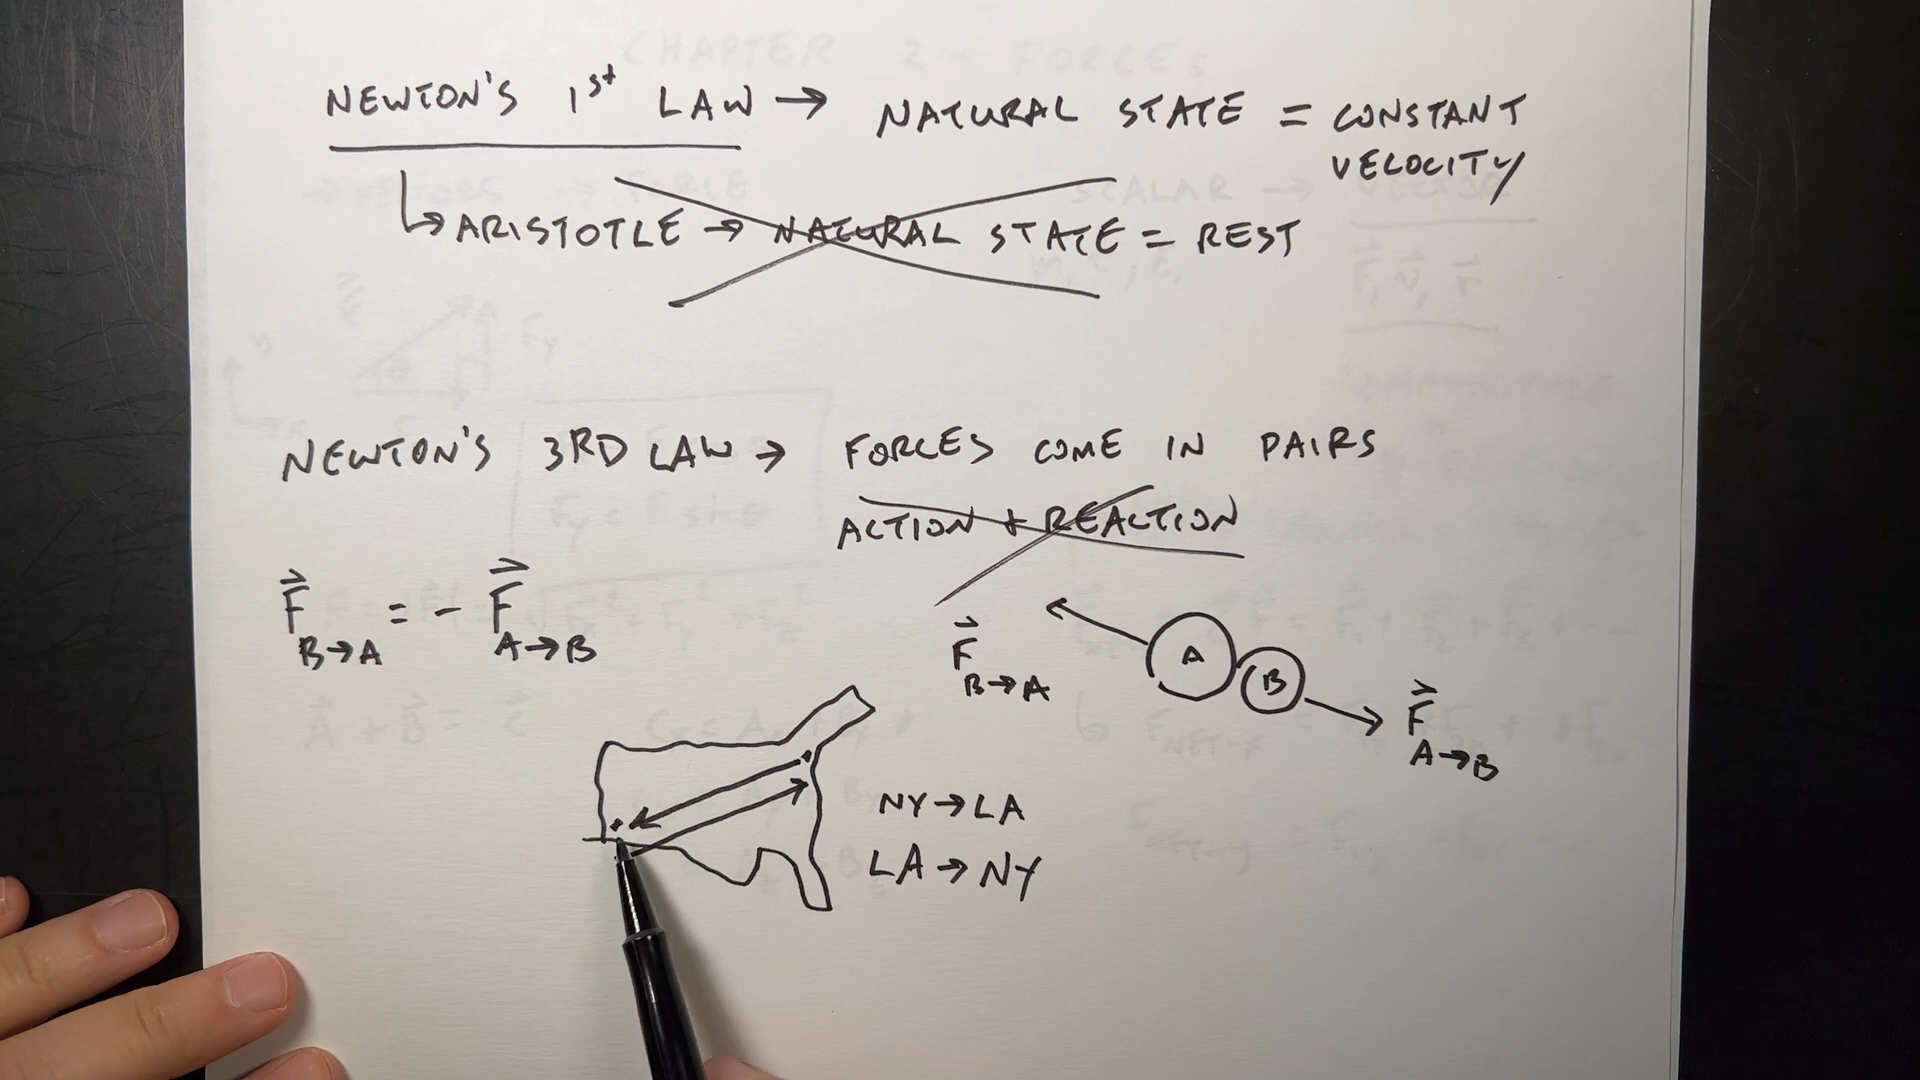 NEWTON'S 1st LAW → NATURAL STATE = CONSTANT
VELOCITY
↳ ARISTOTLE → NATURAL STATE = REST
NEWTON'S 3RD LAW → FORCES COME IN PAIRS
ACTION + REACTION
F⃗ B→A = - F⃗ A→B
F⃗ B→A
A
B
F⃗ A→B
NY → LA
LA → NY